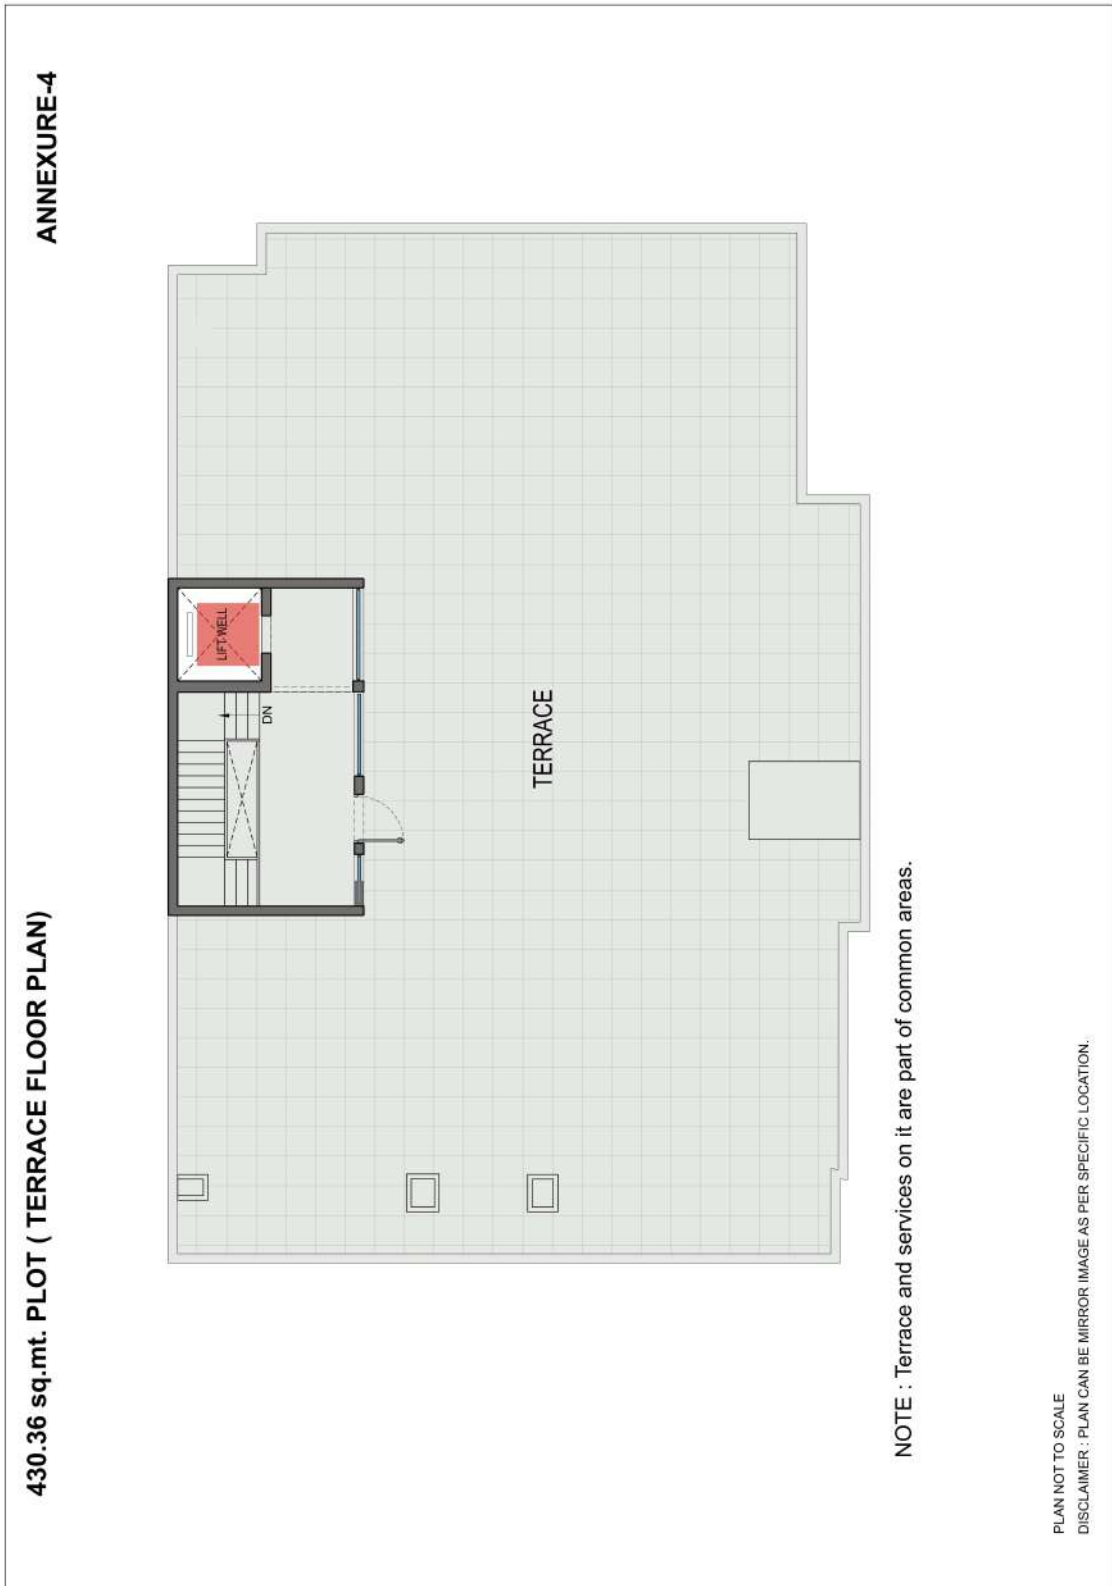 430.36 sq.mt. PLOT ( TERRACE FLOOR PLAN)
ANNEXURE-4
LIFT WELL
DN
TERRACE
NOTE : Terrace and services on it are part of common areas.
PLAN NOT TO SCALE
DISCLAIMER : PLAN CAN BE MIRROR IMAGE AS PER SPECIFIC LOCATION.